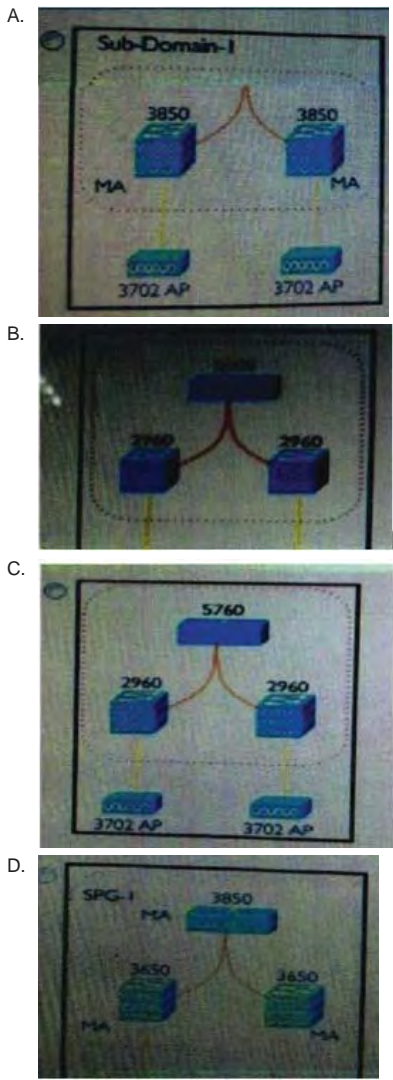 A.
Sub-Domain-1
3850 3850
MA MA
3702 AP 3702 AP
B.
2960 2960
C.
5760
2960 2960
3702 AP 3702 AP
D.
SPG-1
3850
MA
3650 3650
MA MA